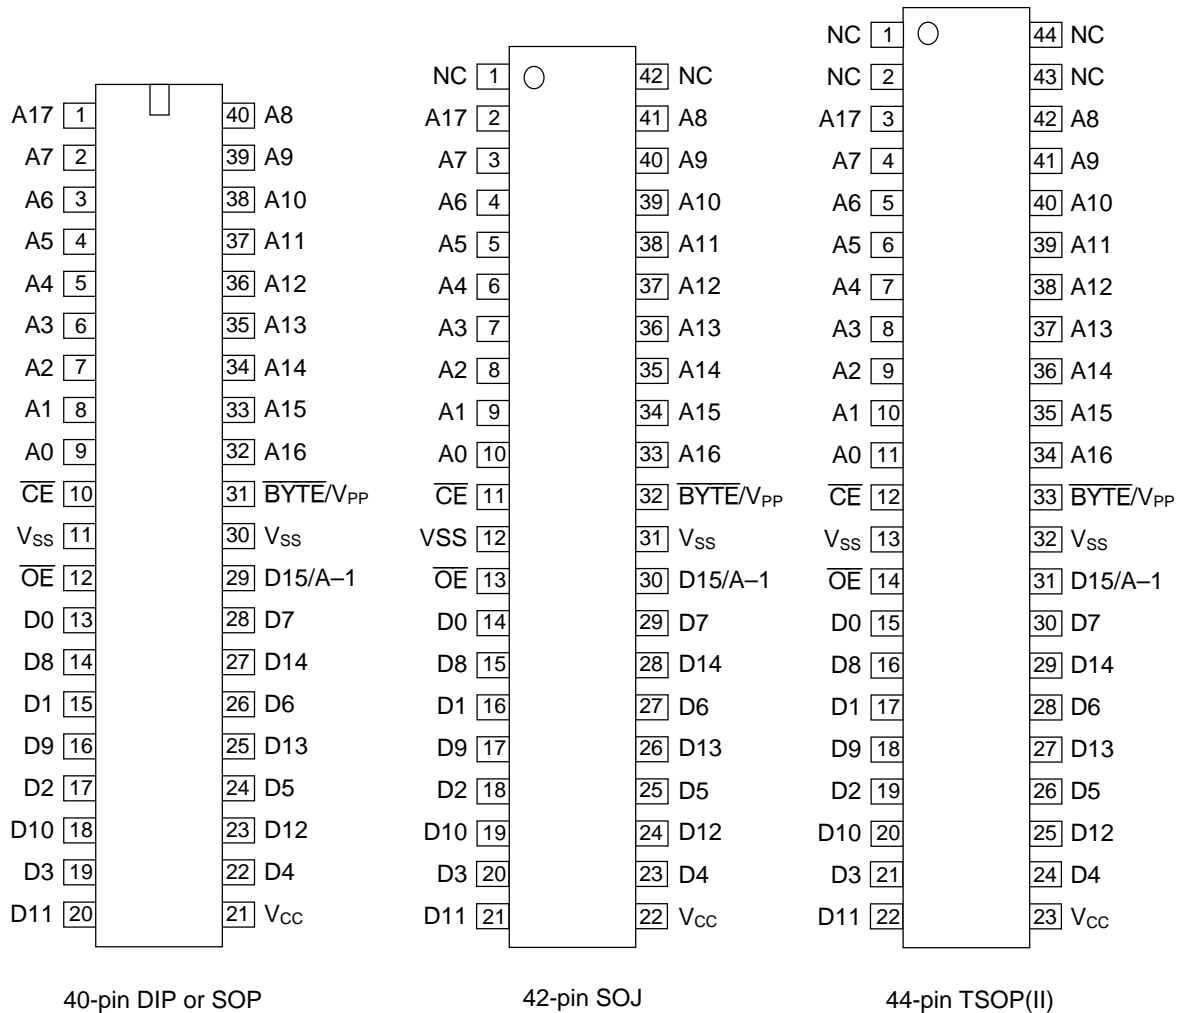 A17 1 40 A8
A7 2 39 A9
A6 3 38 A10
A5 4 37 A11
A4 5 36 A12
A3 6 35 A13
A2 7 34 A14
A1 8 33 A15
A0 9 32 A16
CE 10 31 BYTE/VPP
VSS 11 30 VSS
OE 12 29 D15/A–1
D0 13 28 D7
D8 14 27 D14
D1 15 26 D6
D9 16 25 D13
D2 17 24 D5
D10 18 23 D12
D3 19 22 D4
D11 20 21 VCC
40-pin DIP or SOP
NC 1 42 NC
A17 2 41 A8
A7 3 40 A9
A6 4 39 A10
A5 5 38 A11
A4 6 37 A12
A3 7 36 A13
A2 8 35 A14
A1 9 34 A15
A0 10 33 A16
CE 11 32 BYTE/VPP
VSS 12 31 VSS
OE 13 30 D15/A–1
D0 14 29 D7
D8 15 28 D14
D1 16 27 D6
D9 17 26 D13
D2 18 25 D5
D10 19 24 D12
D3 20 23 D4
D11 21 22 VCC
42-pin SOJ
NC 1 44 NC
NC 2 43 NC
A17 3 42 A8
A7 4 41 A9
A6 5 40 A10
A5 6 39 A11
A4 7 38 A12
A3 8 37 A13
A2 9 36 A14
A1 10 35 A15
A0 11 34 A16
CE 12 33 BYTE/VPP
VSS 13 32 VSS
OE 14 31 D15/A–1
D0 15 30 D7
D8 16 29 D14
D1 17 28 D6
D9 18 27 D13
D2 19 26 D5
D10 20 25 D12
D3 21 24 D4
D11 22 23 VCC
44-pin TSOP(II)